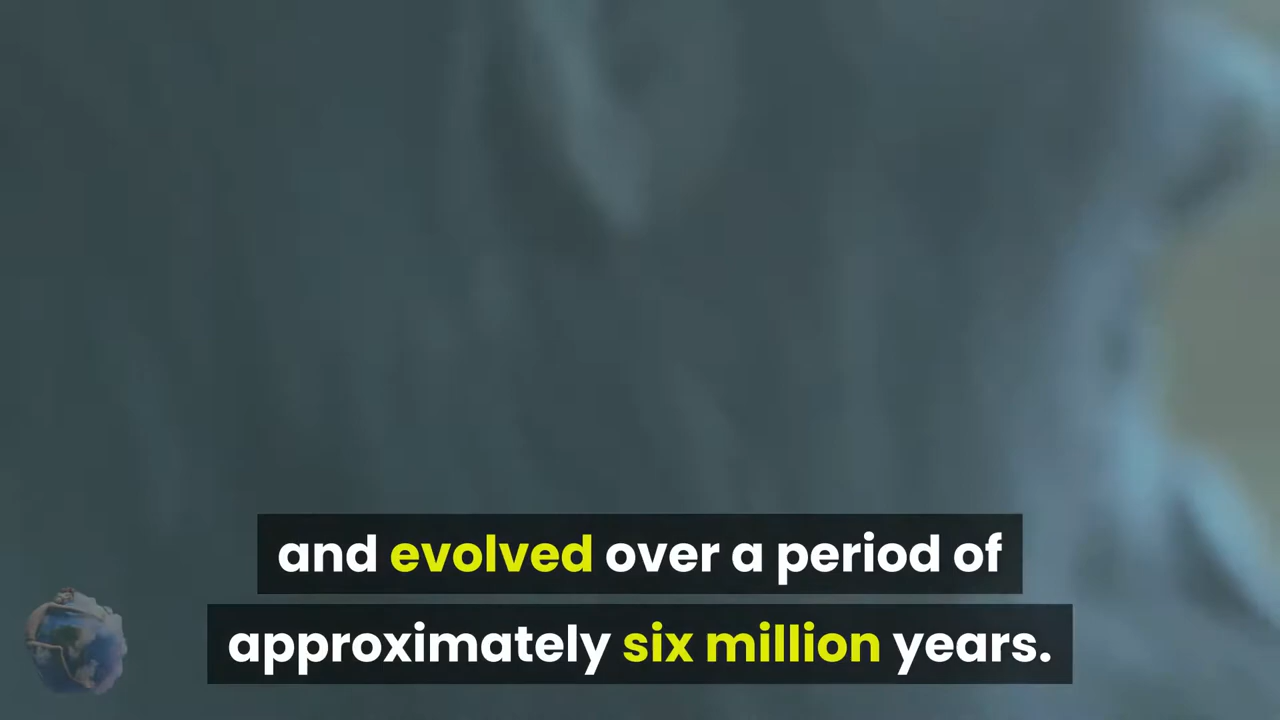 and evolved over a period of
approximately six million years.